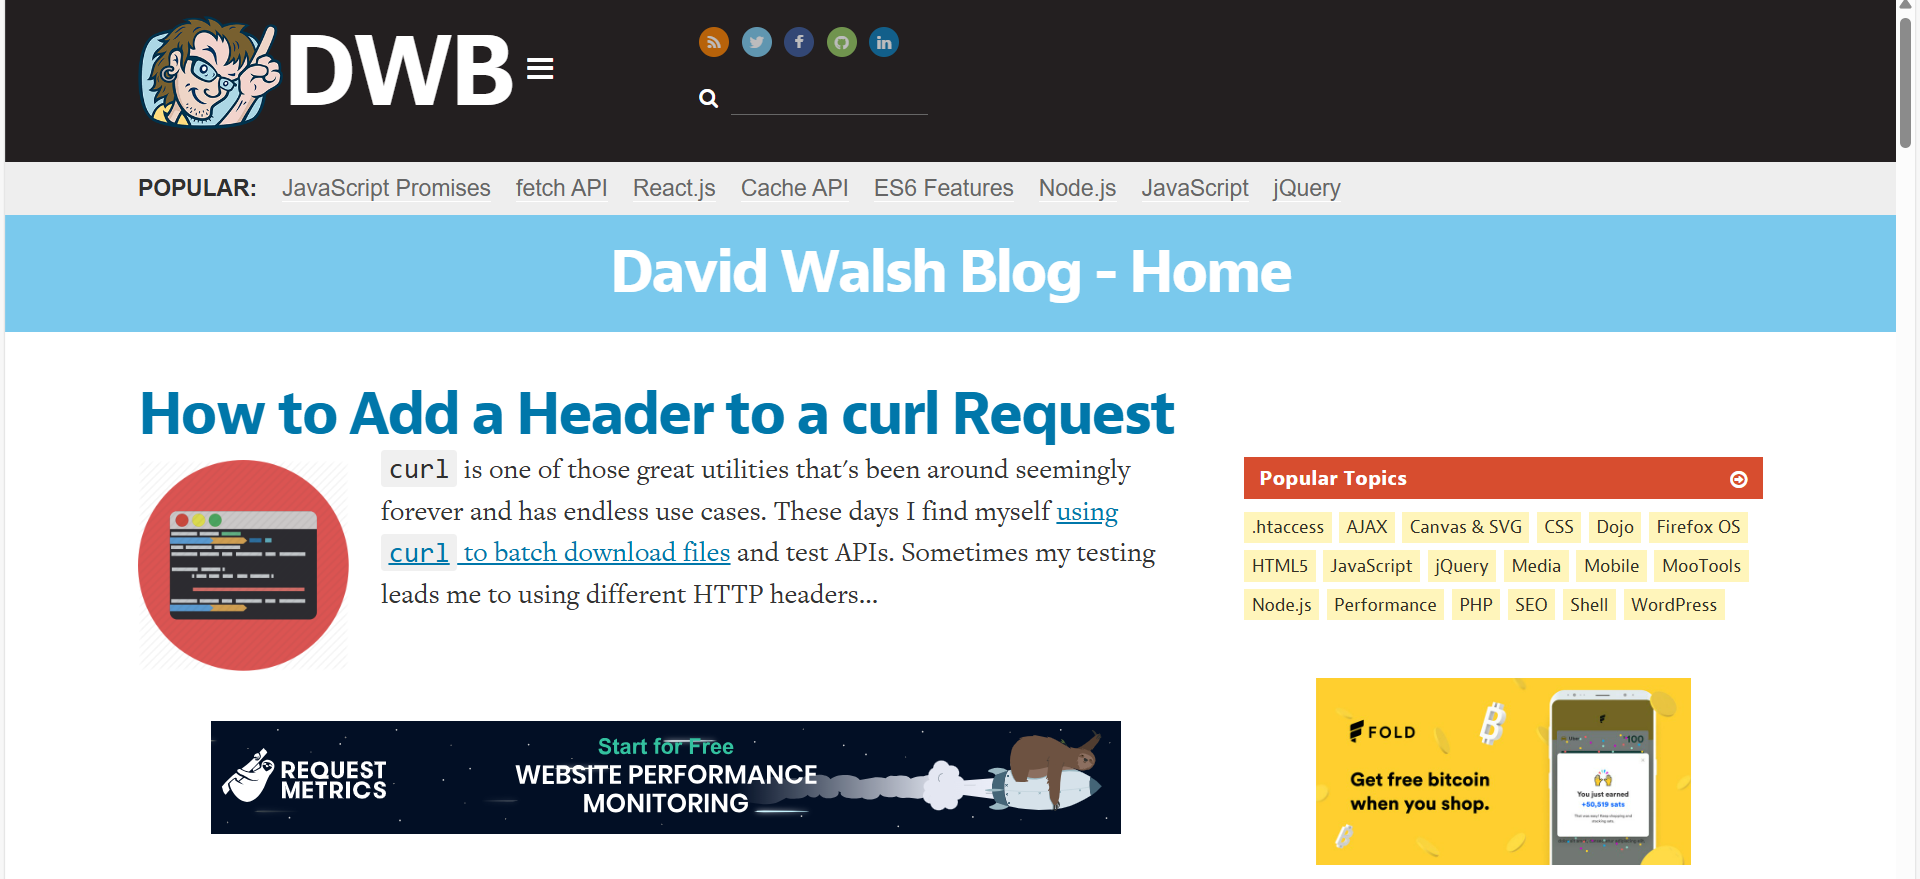 DWB
POPULAR: JavaScript Promises fetch API React.js Cache API ES6 Features Node.js JavaScript jQuery
David Walsh Blog - Home
How to Add a Header to a curl Request
curl is one of those great utilities that's been around seemingly
forever and has endless use cases. These days I find myself using
curl to batch download files and test APIs. Sometimes my testing
leads me to using different HTTP headers...
Popular Topics
.htaccess AJAX Canvas & SVG CSS Dojo Firefox OS
HTML5 JavaScript jQuery Media Mobile MooTools
Node.js Performance PHP SEO Shell WordPress
REQUEST
METRICS
Start for Free
WEBSITE PERFORMANCE
MONITORING
FOLD
Get free bitcoin
when you shop.
100
You just earned
+50,519 sats